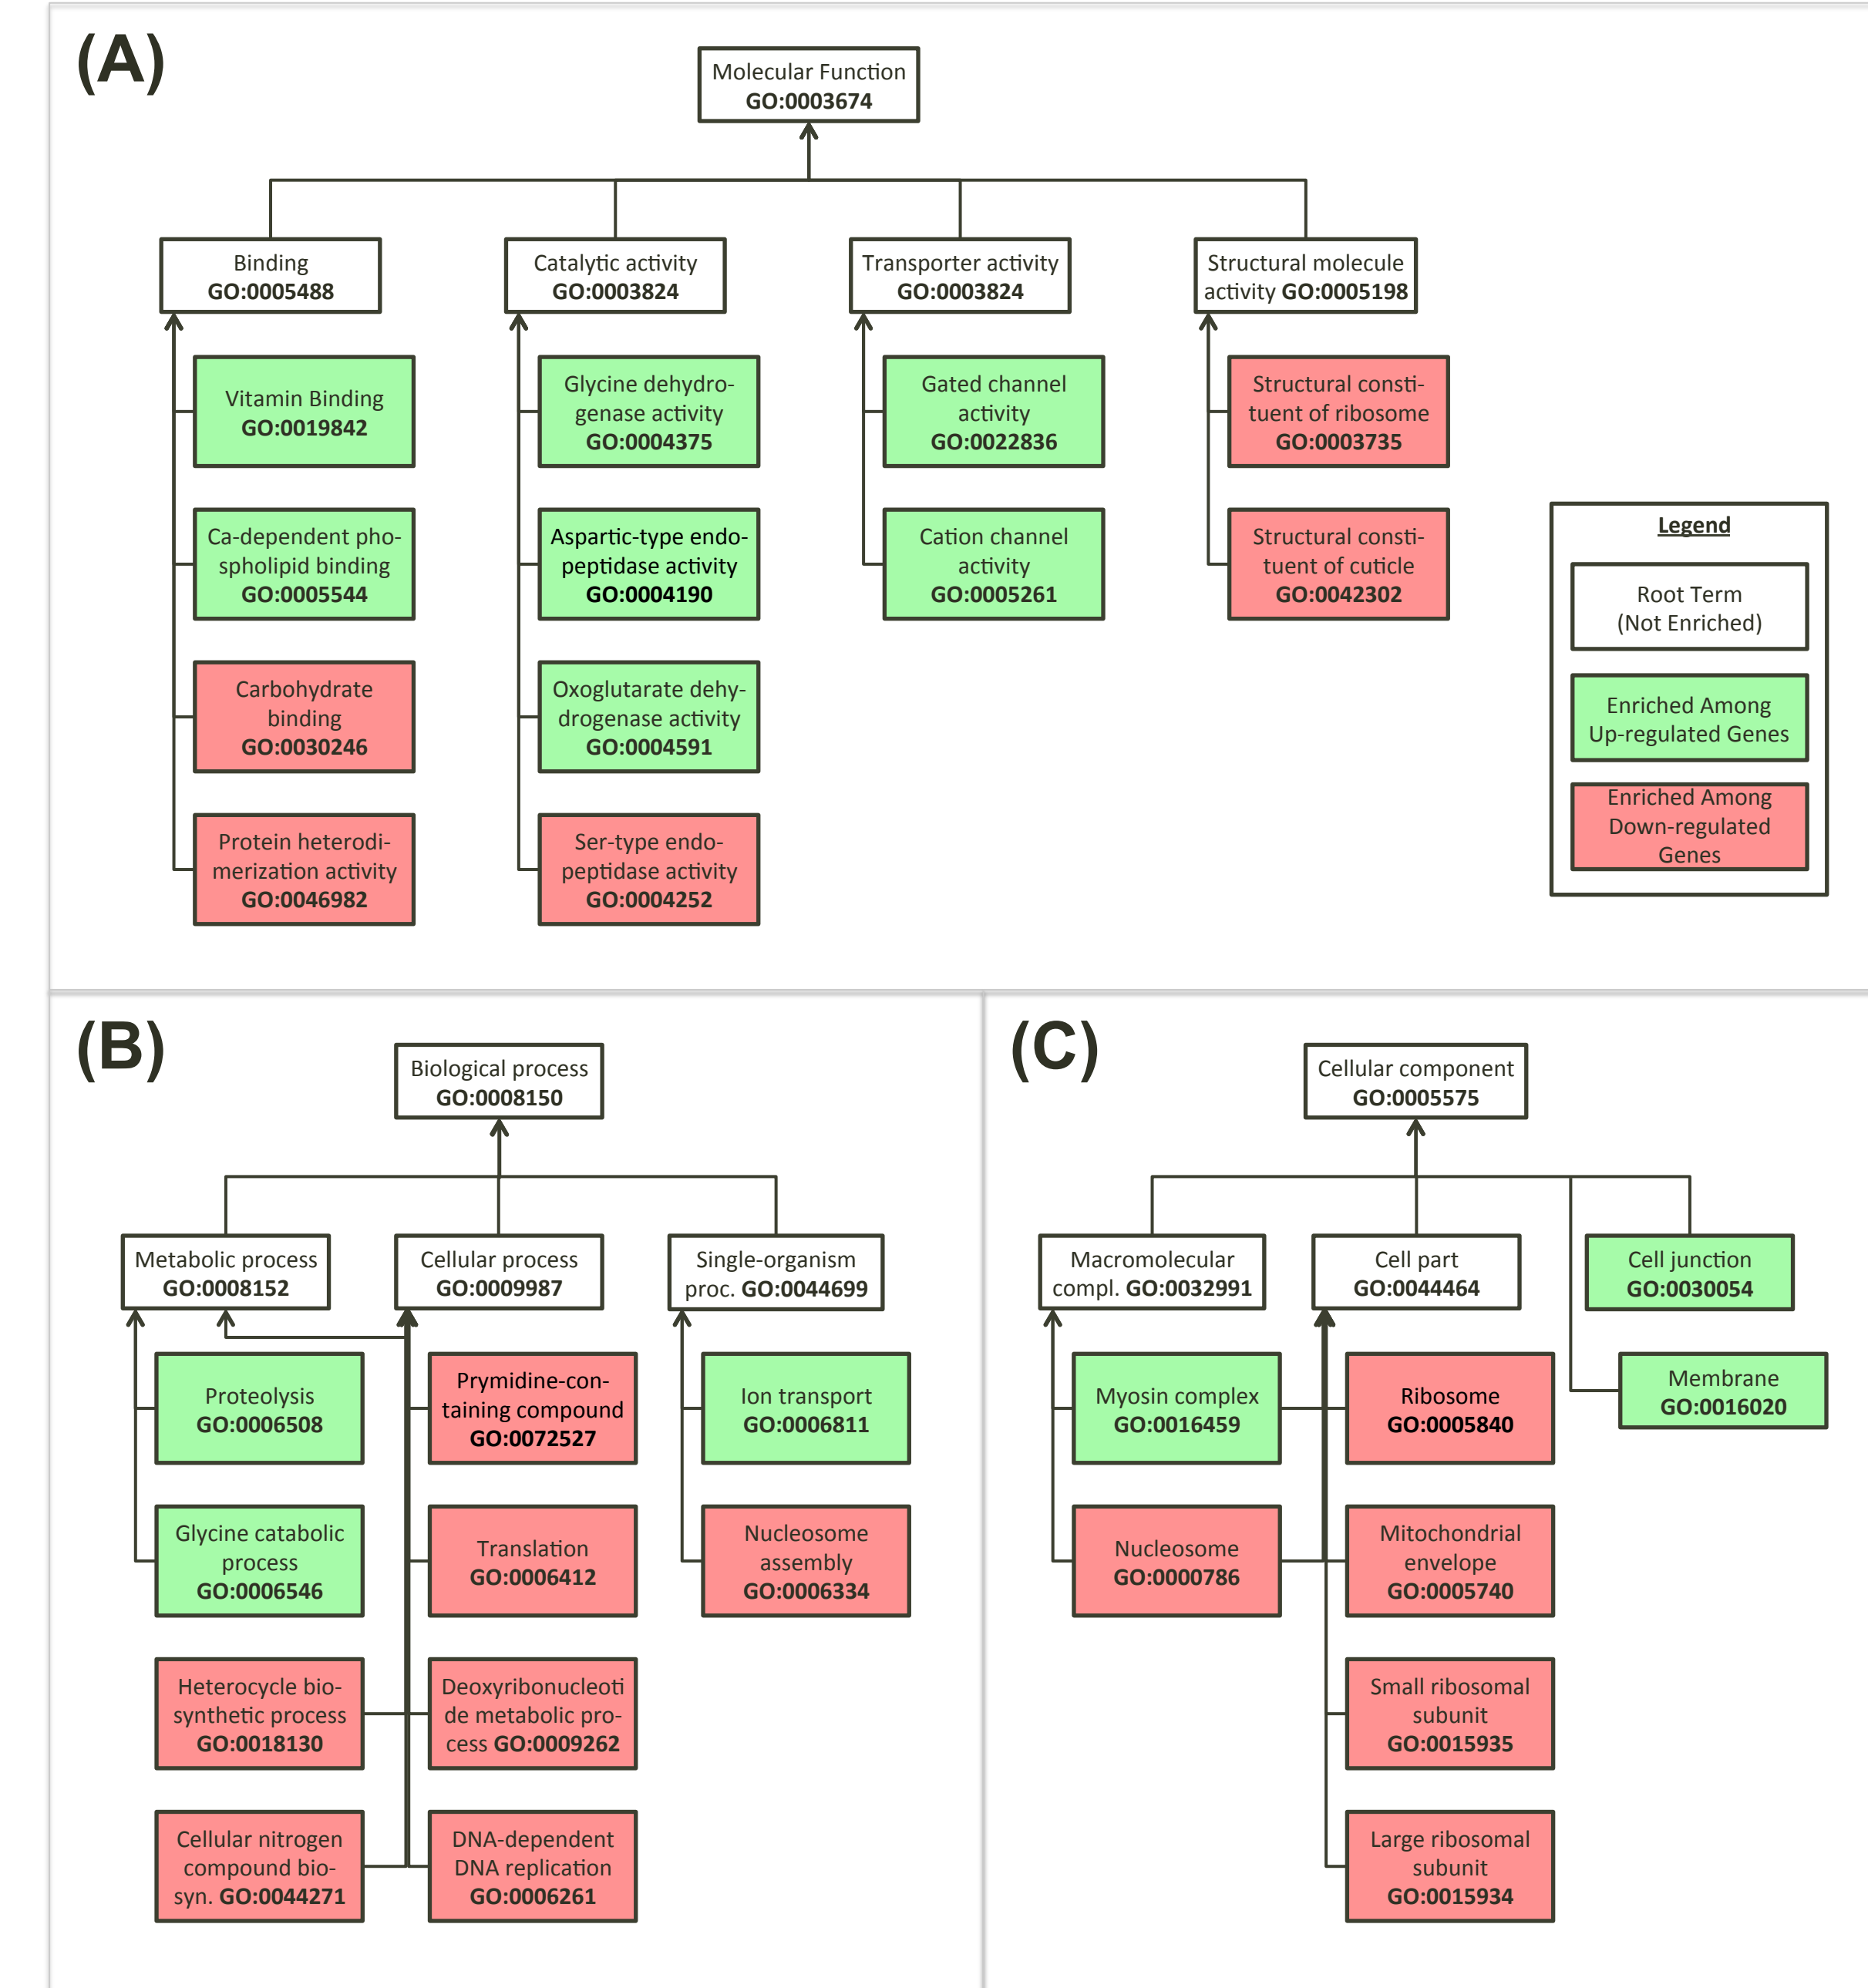 (A)
Molecular Function
GO:0003674
Binding
GO:0005488
Catalytic activity
GO:0003824
Transporter activity
GO:0003824
Structural molecule
activity GO:0005198
Vitamin Binding
GO:0019842
Glycine dehydro-
genase activity
GO:0004375
Gated channel
activity
GO:0022836
Structural consti-
tuent of ribosome
GO:0003735
Ca-dependent pho-
spholipid binding
GO:0005544
Aspartic-type endo-
peptidase activity
GO:0004190
Cation channel
activity
GO:0005261
Structural consti-
tuent of cuticle
GO:0042302
Carbohydrate
binding
GO:0030246
Oxoglutarate dehy-
drogenase activity
GO:0004591
Protein heterodi-
merization activity
GO:0046982
Ser-type endo-
peptidase activity
GO:0004252
Legend
Root Term
(Not Enriched)
Enriched Among
Up-regulated Genes
Enriched Among
Down-regulated
Genes
(B)
Biological process
GO:0008150
Metabolic process
GO:0008152
Cellular process
GO:0009987
Single-organism
proc. GO:0044699
Proteolysis
GO:0006508
Prymidine-con-
taining compound
GO:0072527
Ion transport
GO:0006811
Glycine catabolic
process
GO:0006546
Translation
GO:0006412
Nucleosome
assembly
GO:0006334
Heterocycle bio-
synthetic process
GO:0018130
Deoxyribonucleoti
de metabolic pro-
cess GO:0009262
Cellular nitrogen
compound bio-
syn. GO:0044271
DNA-dependent
DNA replication
GO:0006261
(C)
Cellular component
GO:0005575
Macromolecular
compl. GO:0032991
Cell part
GO:0044464
Cell junction
GO:0030054
Myosin complex
GO:0016459
Ribosome
GO:0005840
Membrane
GO:0016020
Nucleosome
GO:0000786
Mitochondrial
envelope
GO:0005740
Small ribosomal
subunit
GO:0015935
Large ribosomal
subunit
GO:0015934